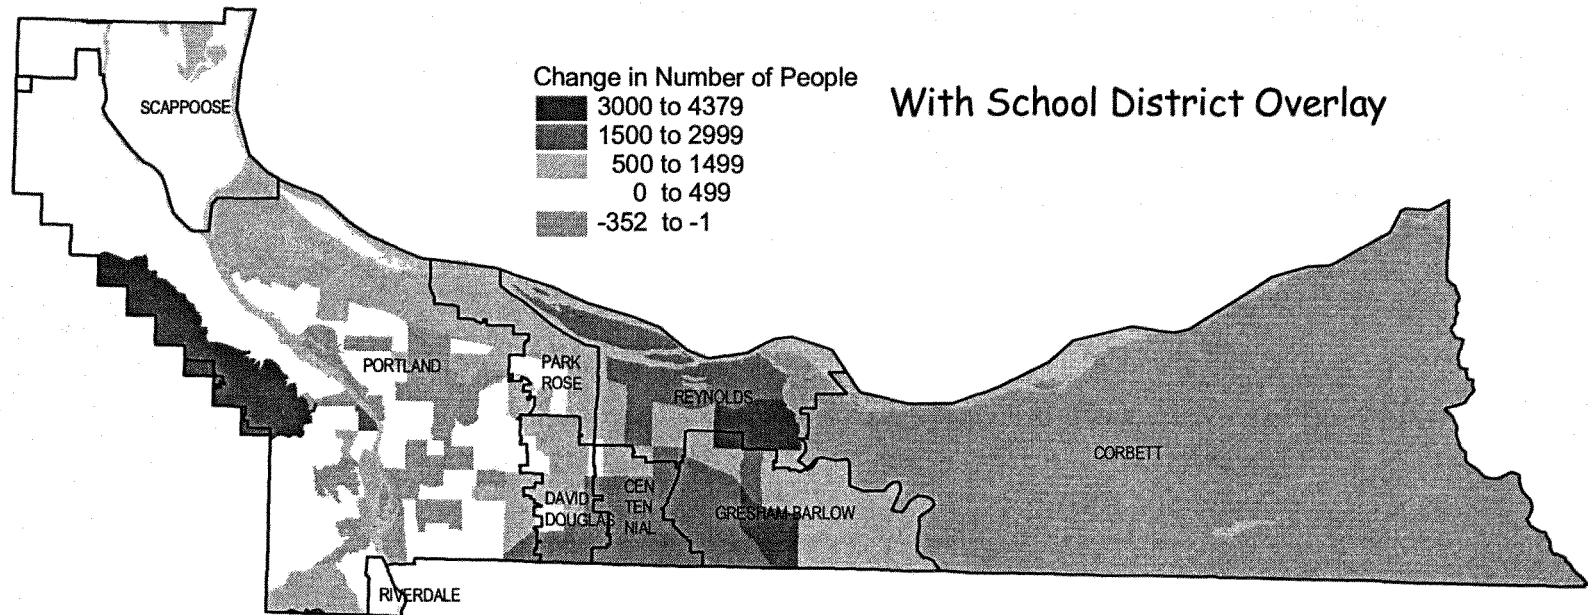 Change in Number of People
3000 to 4379
1500 to 2999
500 to 1499
0 to 499
-352 to -1
With School District Overlay
SCAPPOOSE
PORTLAND
PARK
ROSE
REYNOLDS
CORBETT
DAVID
DOUGLAS
CEN
TEN
NIAL
GRESHAM-BARLOW
RIVERDALE